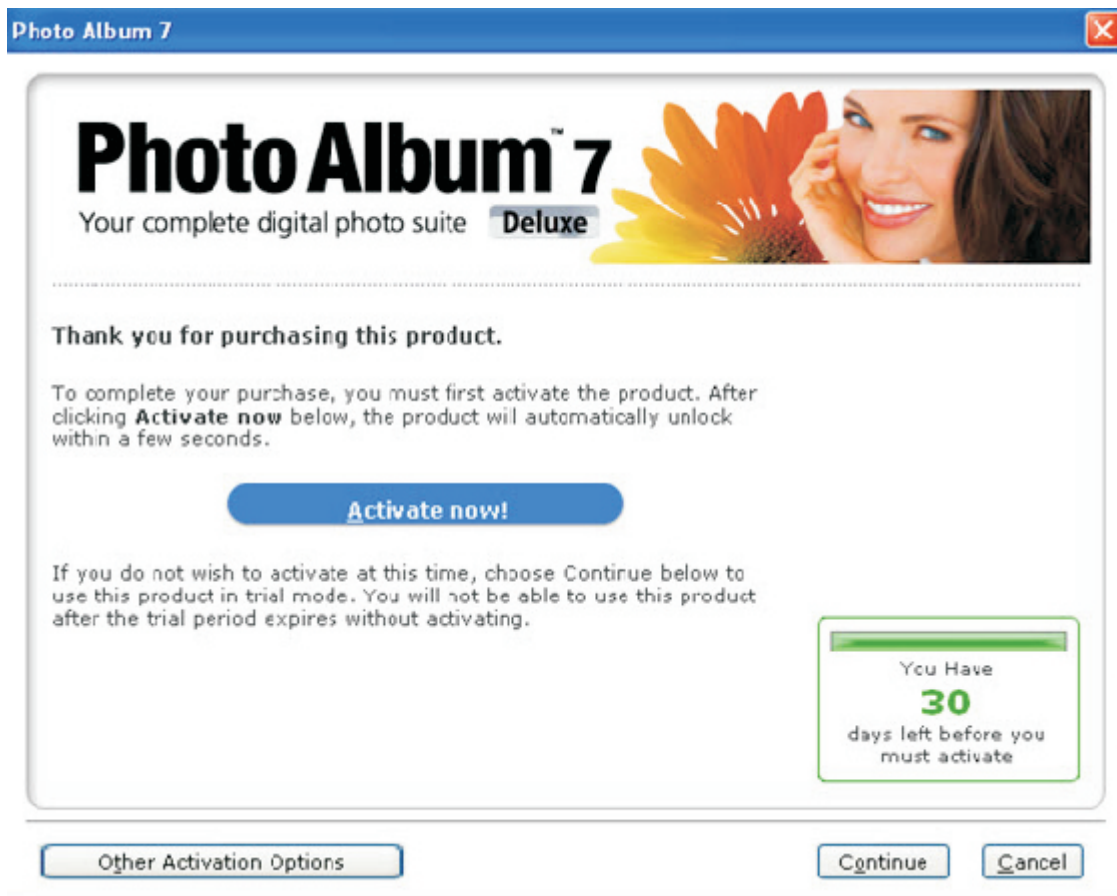 Photo Album 7
Photo Album™ 7
Your complete digital photo suite Deluxe
Thank you for purchasing this product.
To complete your purchase, you must first activate the product. After
clicking Activate now below, the product will automatically unlock
within a few seconds.
Activate now!
If you do not wish to activate at this time, choose Continue below to
use this product in trial mode. You will not be able to use this product
after the trial period expires without activating.
You Have
30
days left before you
must activate
Other Activation Options
Continue
Cancel